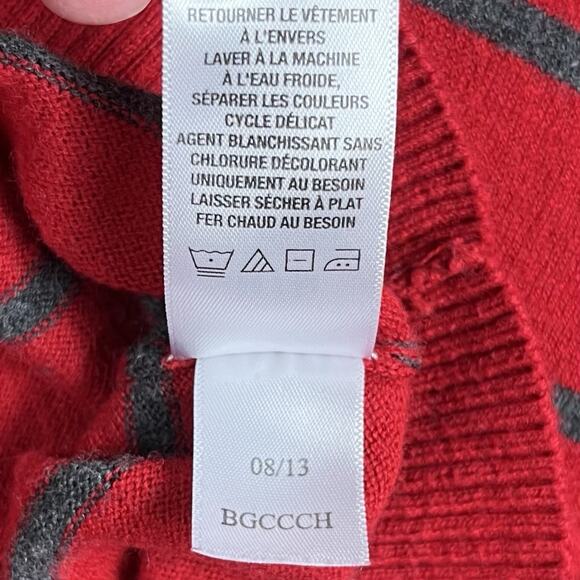 RETOURNER LE VÊTEMENT
À L'ENVERS
LAVER À LA MACHINE
À L'EAU FROIDE,
SÉPARER LES COULEURS
CYCLE DÉLICAT
AGENT BLANCHISSANT SANS
CHLORURE DÉCOLORANT
UNIQUEMENT AU BESOIN
LAISSER SÉCHER À PLAT
FER CHAUD AU BESOIN
08/13
BGCCCH